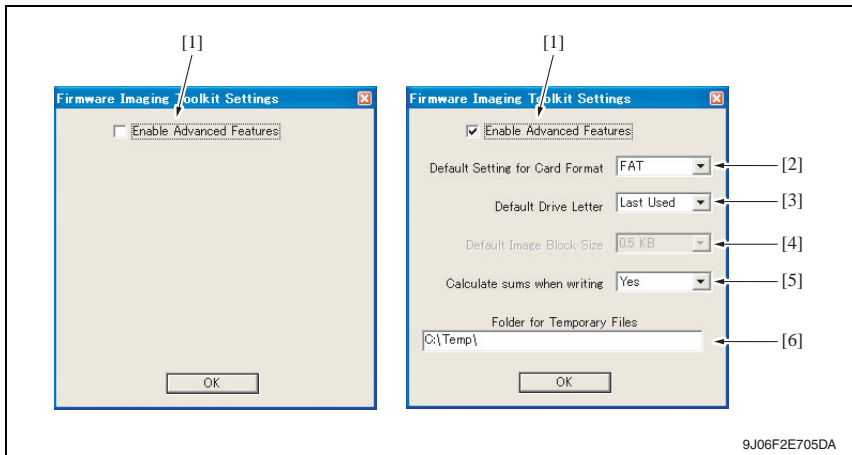 [1]
Firmware Imaging Toolkit Settings
Enable Advanced Features
OK
[1]
Firmware Imaging Toolkit Settings
Enable Advanced Features
Default Setting for Card Format FAT [2]
Default Drive Letter Last Used [3]
Default Image Block Size 0.5 KB [4]
Calculate sums when writing Yes [5]
Folder for Temporary Files
C:\Temp\ [6]
OK
9J06F2E705DA